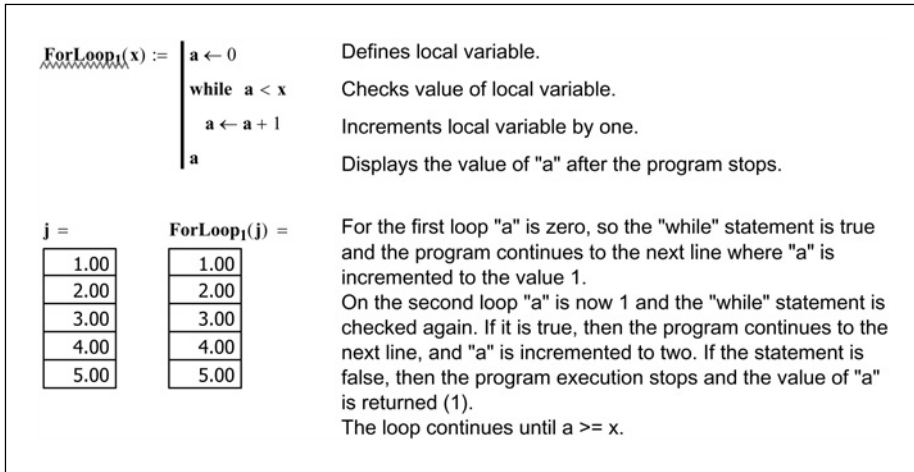 ForLoop1(x) := a ← 0 Defines local variable.
while a < x Checks value of local variable.
a ← a + 1 Increments local variable by one.
a Displays the value of "a" after the program stops.
j = ForLoop1(j) = For the first loop "a" is zero, so the "while" statement is true
and the program continues to the next line where "a" is
incremented to the value 1.
On the second loop "a" is now 1 and the "while" statement is
checked again. If it is true, then the program continues to the
next line, and "a" is incremented to two. If the statement is
false, then the program execution stops and the value of "a"
is returned (1).
The loop continues until a >= x.
1.00 1.00
2.00 2.00
3.00 3.00
4.00 4.00
5.00 5.00